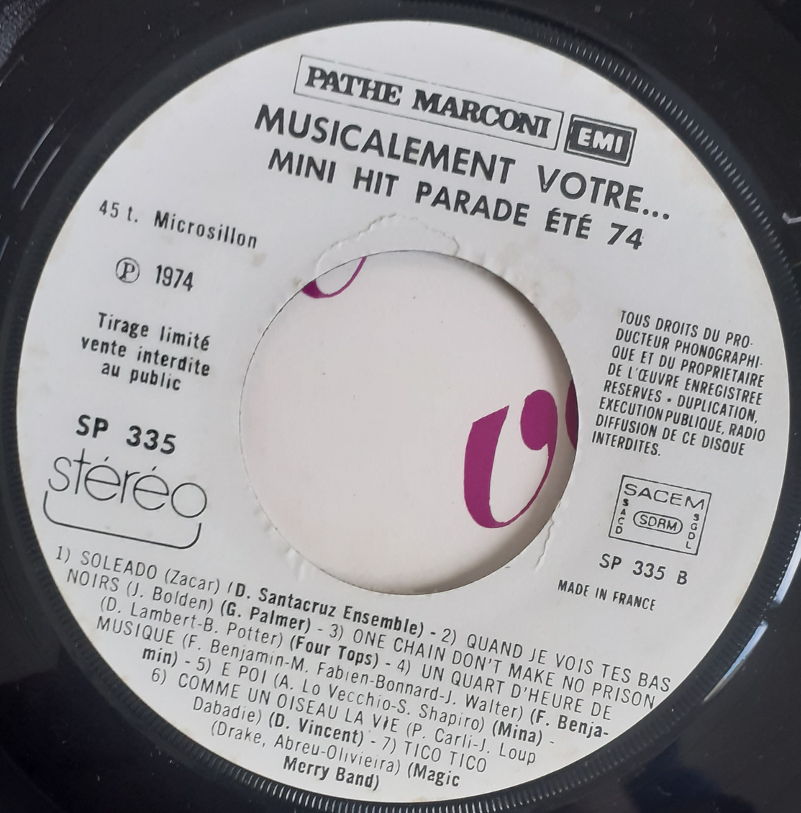 PATHE MARCONI EMI
MUSICALEMENT VOTRE...
MINI HIT PARADE ÉTÉ 74
45 t. Microsillon
Ⓟ 1974
Tirage limité
vente interdite
au public
SP 335
stéréo
TOUS DROITS DU PRO-
DUCTEUR PHONOGRAPHI-
QUE ET DU PROPRIETAIRE
DE L'ŒUVRE ENREGISTREE
RESERVES • DUPLICATION,
EXECUTION PUBLIQUE, RADIO
DIFFUSION DE CE DISQUE
INTERDITES.
SACEM
SACD
SDRM
SGDL
SP 335 B
MADE IN FRANCE
1) SOLEADO (Zacar) (D. Santacruz Ensemble) - 2) QUAND JE VOIS TES BAS
NOIRS (J. Bolden) (G. Palmer) - 3) ONE CHAIN DON'T MAKE NO PRISON
(D. Lambert-B. Potter) (Four Tops) - 4) UN QUART D'HEURE DE
MUSIQUE (F. Benjamin-M. Fabien-Bonnard-J. Walter) (F. Benja-
min) - 5) E POI (A. Lo Vecchio-S. Shapiro) (Mina) -
6) COMME UN OISEAU LA VIE (P. Carli-J. Loup
Dabadie) (D. Vincent) - 7) TICO TICO
(Drake, Abreu-Olivieira) (Magic
Merry Band)